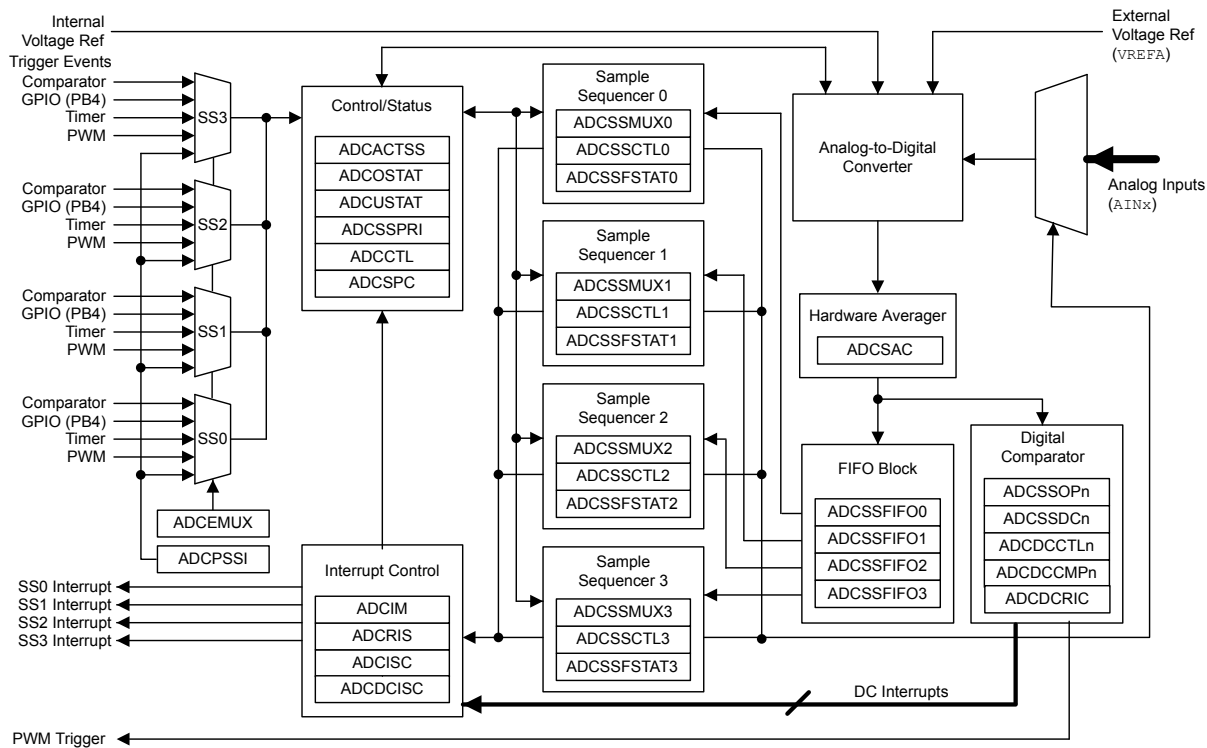 Internal
Voltage Ref
Trigger Events
Comparator
GPIO (PB4)
Timer
PWM
SS3
Comparator
GPIO (PB4)
Timer
PWM
SS2
Comparator
GPIO (PB4)
Timer
PWM
SS1
Comparator
GPIO (PB4)
Timer
PWM
SS0
ADCEMUX
ADCPSSI
SS0 Interrupt
SS1 Interrupt
SS2 Interrupt
SS3 Interrupt
PWM Trigger
Control/Status
ADCACTSS
ADCOSTAT
ADCUSTAT
ADCSSPRI
ADCCTL
ADCSPC
Interrupt Control
ADCIM
ADCRIS
ADCISC
ADCDCISC
Sample
Sequencer 0
ADCSSMUX0
ADCSSCTL0
ADCSSFSTAT0
Sample
Sequencer 1
ADCSSMUX1
ADCSSCTL1
ADCSSFSTAT1
Sample
Sequencer 2
ADCSSMUX2
ADCSSCTL2
ADCSSFSTAT2
Sample
Sequencer 3
ADCSSMUX3
ADCSSCTL3
ADCSSFSTAT3
External
Voltage Ref
(VREFA)
Analog-to-Digital
Converter
Analog Inputs
(AINx)
Hardware Averager
ADCSAC
FIFO Block
ADCSSFIFO0
ADCSSFIFO1
ADCSSFIFO2
ADCSSFIFO3
Digital
Comparator
ADCSSOPn
ADCSSDCn
ADCDCCTLn
ADCDCCMPn
ADCDCRIC
DC Interrupts